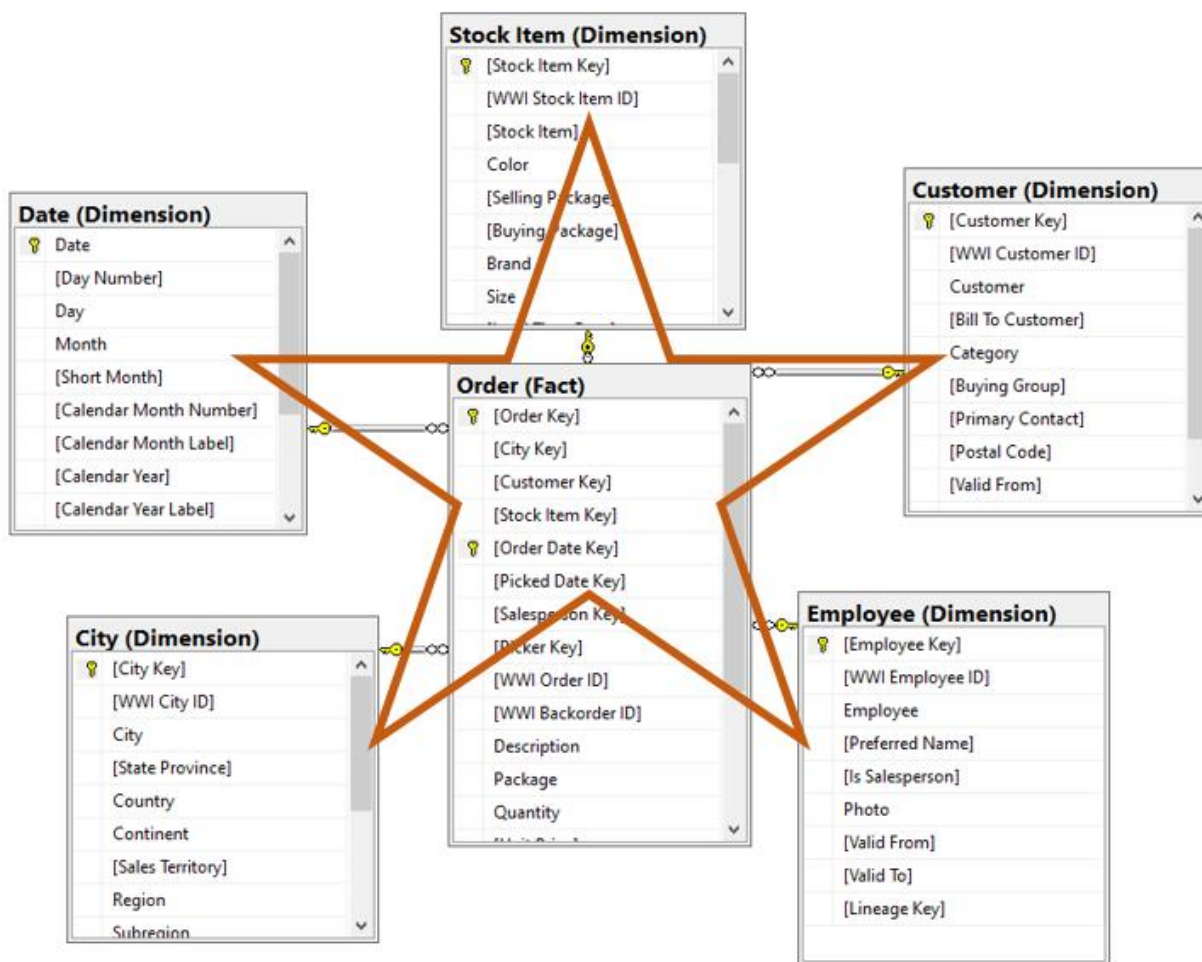 Stock Item (Dimension)
[Stock Item Key]
[WWI Stock Item ID]
[Stock Item]
Color
[Selling Package]
[Buying Package]
Brand
Size
Date (Dimension)
Date
[Day Number]
Day
Month
[Short Month]
[Calendar Month Number]
[Calendar Month Label]
[Calendar Year]
[Calendar Year Label]
Customer (Dimension)
[Customer Key]
[WWI Customer ID]
Customer
[Bill To Customer]
Category
[Buying Group]
[Primary Contact]
[Postal Code]
[Valid From]
Order (Fact)
[Order Key]
[City Key]
[Customer Key]
[Stock Item Key]
[Order Date Key]
[Picked Date Key]
[Salesperson Key]
[Picker Key]
[WWI Order ID]
[WWI Backorder ID]
Description
Package
Quantity
City (Dimension)
[City Key]
[WWI City ID]
City
[State Province]
Country
Continent
[Sales Territory]
Region
Subregion
Employee (Dimension)
[Employee Key]
[WWI Employee ID]
Employee
[Preferred Name]
[Is Salesperson]
Photo
[Valid From]
[Valid To]
[Lineage Key]